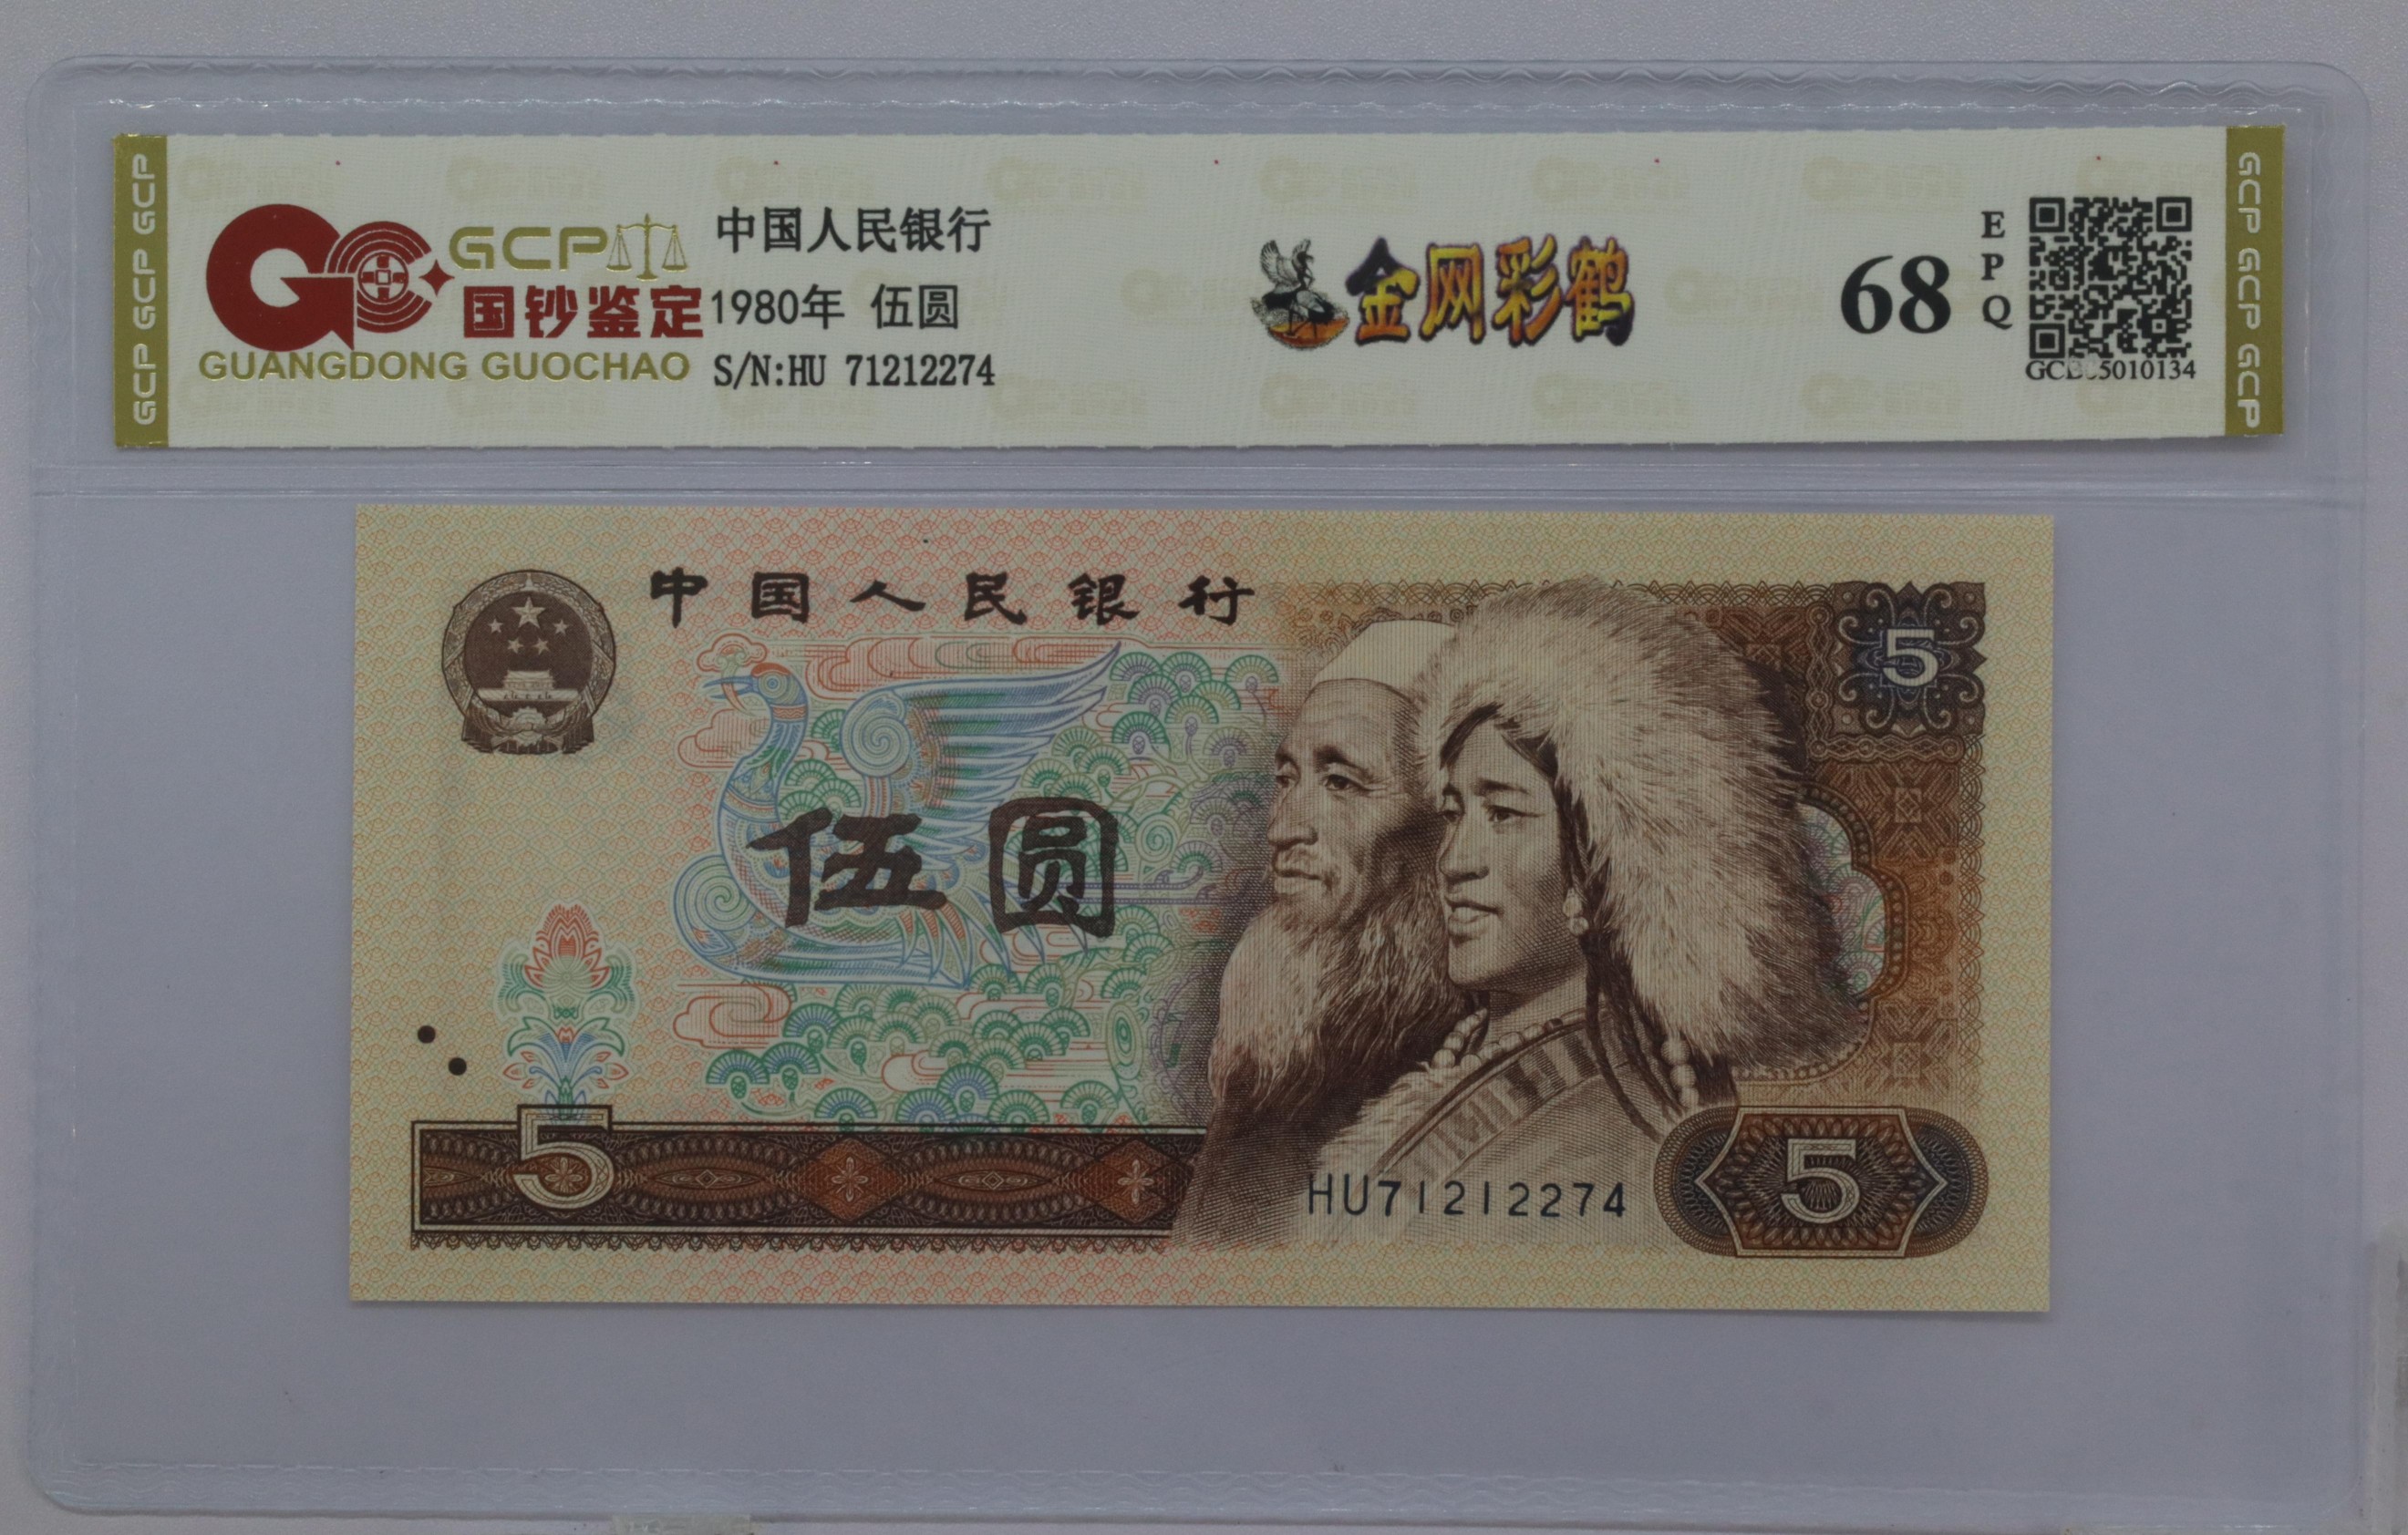 GCP GCP GCP
GCP
国钞鉴定
GUANGDONG GUOCHAO
中国人民银行
1980年 伍圆
S/N:HU 71212274
金网彩鹤
68
EPQ
5010134
GCP GCP GCP
中国人民银行
5
伍圆
5
HU71212274
5